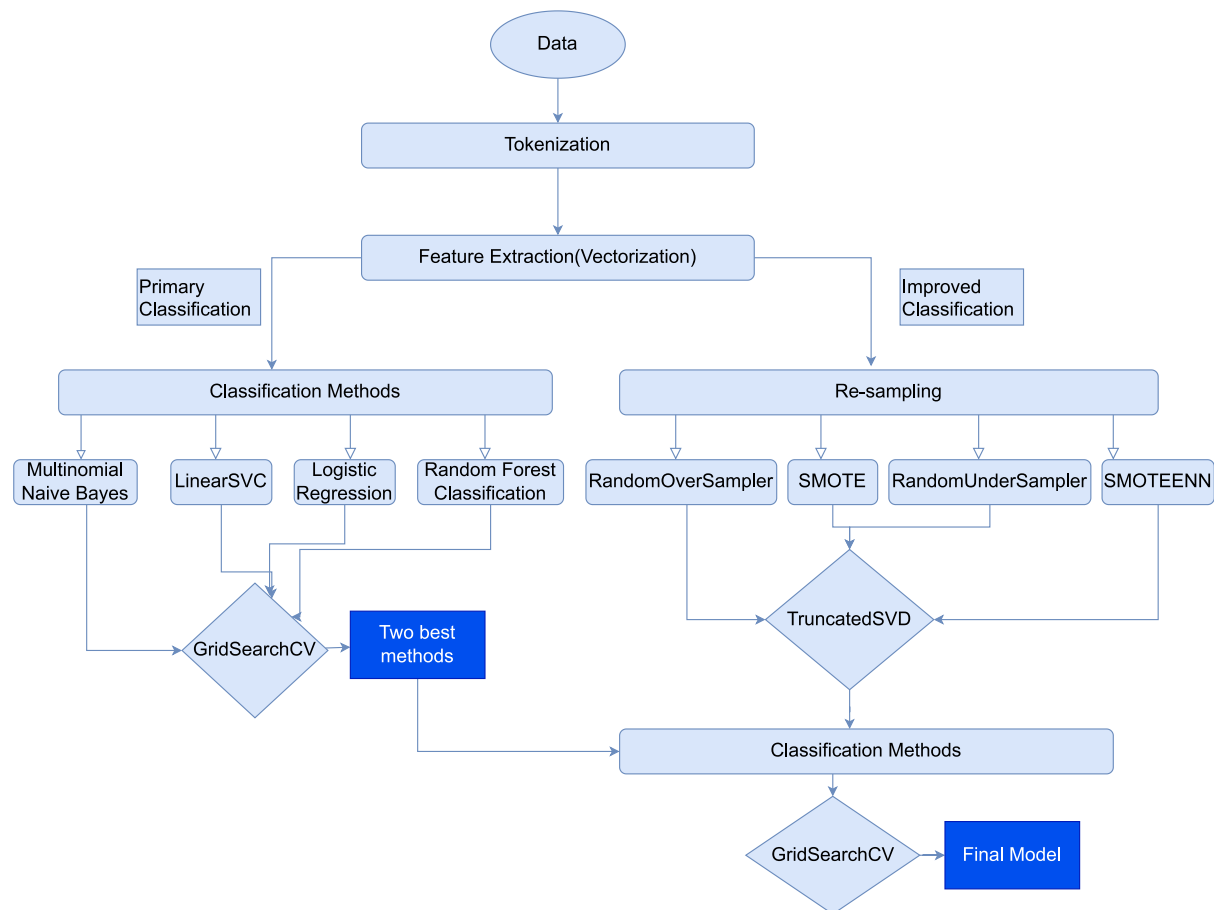 Data
Tokenization
Feature Extraction(Vectorization)
Primary
Classification
Improved
Classification
Classification Methods
Re-sampling
Multinomial
Naive Bayes
LinearSVC
Logistic
Regression
Random Forest
Classification
RandomOverSampler
SMOTE
RandomUnderSampler
SMOTEENN
GridSearchCV
Two best
methods
TruncatedSVD
Classification Methods
GridSearchCV
Final Model